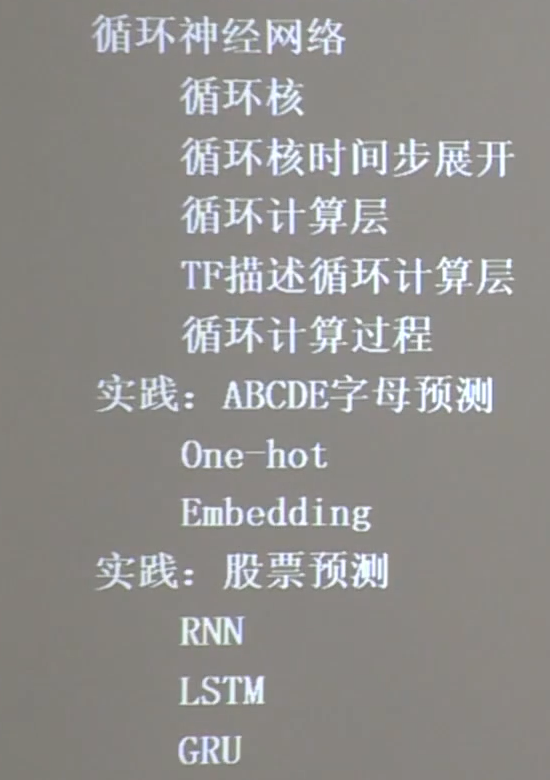 循环神经网络
循环核
循环核时间步展开
循环计算层
TF描述循环计算层
循环计算过程
实践：ABCDE字母预测
One-hot
Embedding
实践：股票预测
RNN
LSTM
GRU